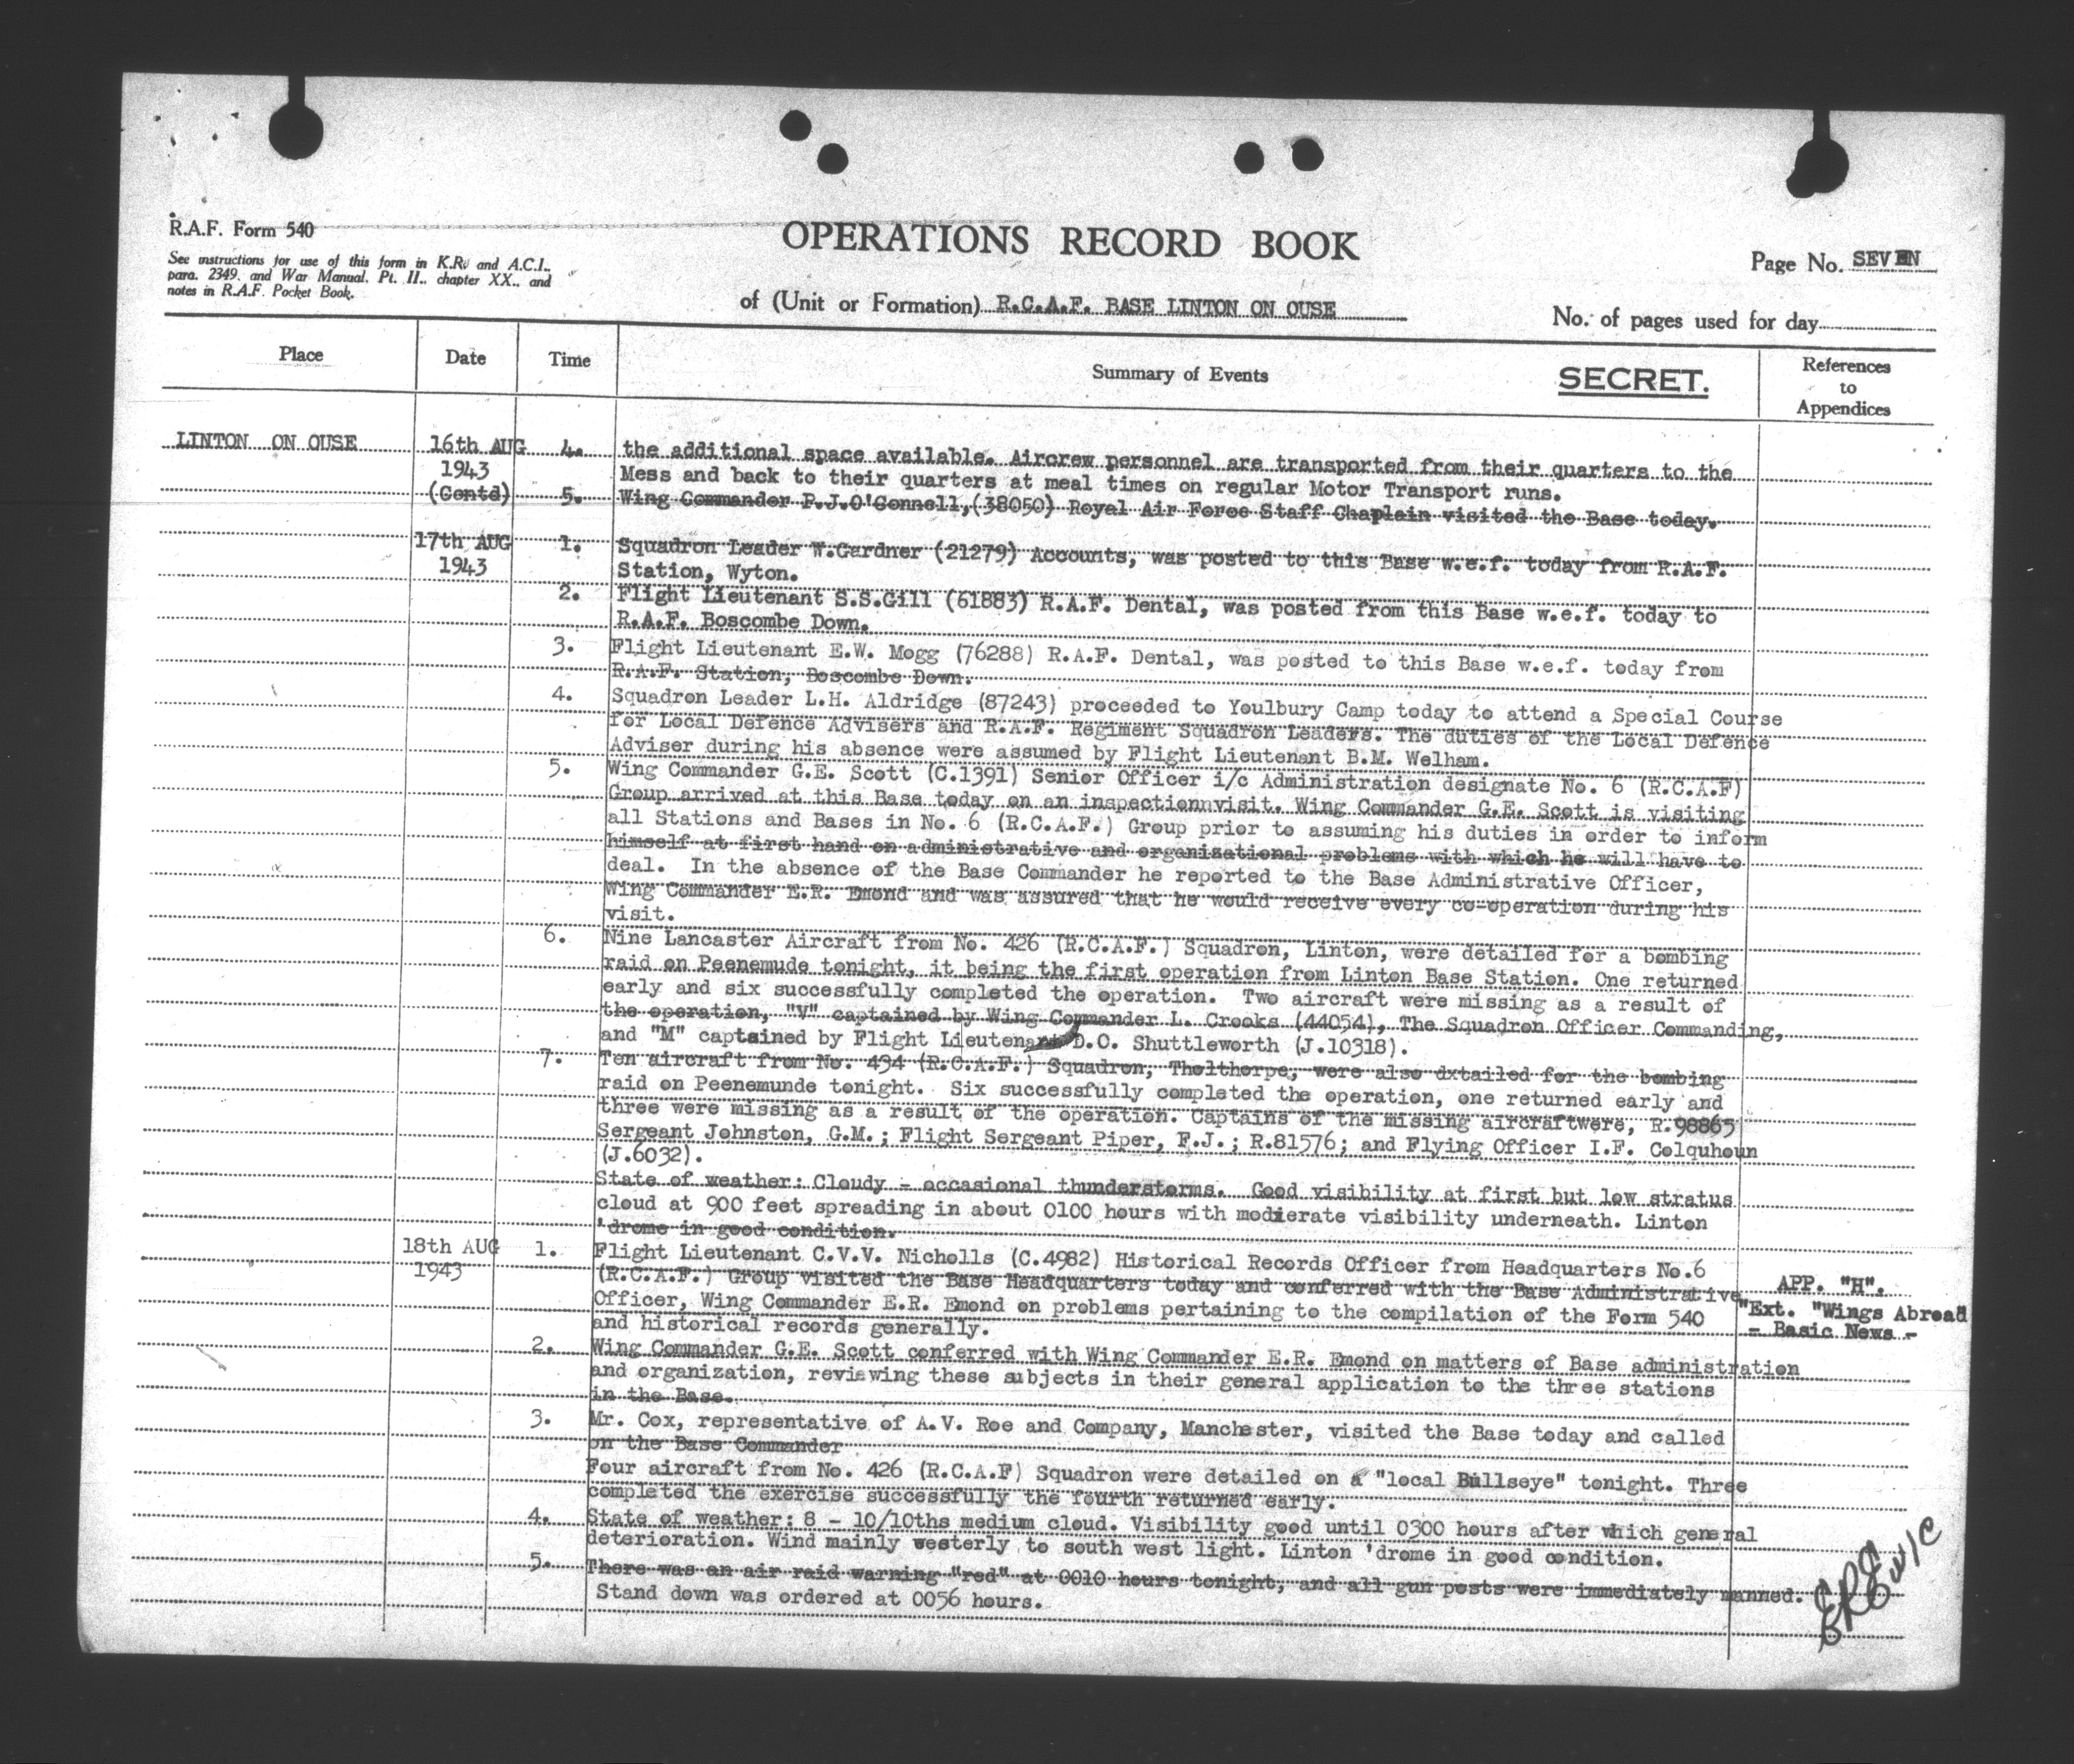 R.A.F. Form 540
See instructions for use of this form in K.R. and A.C.I.,
para. 2349, and War Manual, Pt. II., chapter XX., and
notes in R.A.F. Pocket Book.
OPERATIONS RECORD BOOK
Page No. SEVEN
of (Unit or Formation) R.C.A.F. BASE LINTON ON OUSE
No. of pages used for day
Place Date Time Summary of Events SECRET. References to Appendices
LINTON ON OUSE 16th AUG 4. the additional space available. Aircrew personnel are transported from their quarters to the
1943 Mess and back to their quarters at meal times on regular Motor Transport runs.
(Contd) 5. Wing Commander P.J.O'Connell,(38050) Royal Air Force Staff Chaplain visited the Base today.
17th AUG 1. Squadron Leader W.Gardner (21279) Accounts, was posted to this Base w.e.f. today from R.A.F.
1943 Station, Wyton.
2. Flight Lieutenant S.S.Gill (61883) R.A.F. Dental, was posted from this Base w.e.f. today to
R.A.F. Boscombe Down.
3. Flight Lieutenant E.W. Mogg (76288) R.A.F. Dental, was posted to this Base w.e.f. today from
R.A.F. Station, Boscombe Down.
4. Squadron Leader L.H. Aldridge (87243) proceeded to Youlbury Camp today to attend a Special Course
for Local Defence Advisers and R.A.F. Regiment Squadron Leaders. The duties of the Local Defence
Adviser during his absence were assumed by Flight Lieutenant B.M. Welham.
5. Wing Commander G.E. Scott (C.1391) Senior Officer i/c Administration designate No. 6 (R.C.A.F)
Group arrived at this Base today on an inspectionnvisit. Wing Commander G.E. Scott is visiting
all Stations and Bases in No. 6 (R.C.A.F.) Group prior to assuming his duties in order to inform
himself at first hand on administrative and organizational problems with which he will have to
deal. In the absence of the Base Commander he reported to the Base Administrative Officer,
Wing Commander E.R. Emond and was assured that he would receive every co-operation during his
visit.
6. Nine Lancaster Aircraft from No. 426 (R.C.A.F.) Squadron, Linton, were detailed for a bombing
raid on Peenemude tonight, it being the first operation from Linton Base Station. One returned
early and six successfully completed the operation. Two aircraft were missing as a result of
the operation, "V" captained by Wing Commander L. Crooks (44054), The Squadron Officer Commanding,
and "M" captained by Flight Lieutenant D.O. Shuttleworth (J.10318).
7. Ten aircraft from No. 434 (R.C.A.F.) Squadron, Tholthorpe, were also dxtailed for the bombing
raid on Peenemunde tonight. Six successfully completed the operation, one returned early and
three were missing as a result of the operation. Captains of the missing aircraftwere, R.98865
Sergeant Johnston, G.M.; Flight Sergeant Piper, F.J.; R.81576; and Flying Officer I.F. Colquhoun
(J.6032).
State of weather: Cloudy - occasional thunderstorms. Good visibility at first but low stratus
cloud at 900 feet spreading in about 0100 hours with modierate visibility underneath. Linton
'drome in good condition.
18th AUG 1. Flight Lieutenant C.V.V. Nicholls (C.4982) Historical Records Officer from Headquarters No.6
1943 (R.C.A.F.) Group visited the Base Headquarters today and conferred with the Base Administrative APP. "H".
Officer, Wing Commander E.R. Emond on problems pertaining to the compilation of the Form 540 "Ext. "Wings Abroad
and historical records generally. - Basic News -
2. Wing Commander G.E. Scott conferred with Wing Commander E.R. Emond on matters of Base administration
and organization, reviewing these subjects in their general application to the three stations
in the Base.
3. Mr. Cox, representative of A.V. Roe and Company, Manchester, visited the Base today and called
on the Base Commander
Four aircraft from No. 426 (R.C.A.F) Squadron were detailed on a "local Bullseye" tonight. Three
completed the exercise successfully the fourth returned early.
4. State of weather: 8 - 10/10ths medium cloud. Visibility good until 0300 hours after which general
deterioration. Wind mainly westerly to south west light. Linton 'drome in good condition.
5. There was an air raid warning "red" at 0010 hours tonight, and all gun posts were immediately manned.
Stand down was ordered at 0056 hours.
ERE W/C